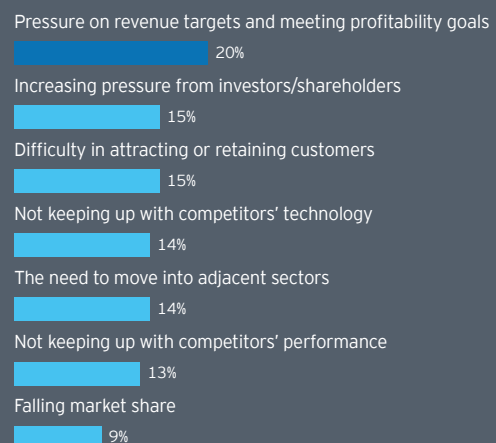 Pressure on revenue targets and meeting profitability goals
20%
Increasing pressure from investors/shareholders
15%
Difficulty in attracting or retaining customers
15%
Not keeping up with competitors’ technology
14%
The need to move into adjacent sectors
14%
Not keeping up with competitors’ performance
13%
Falling market share
9%